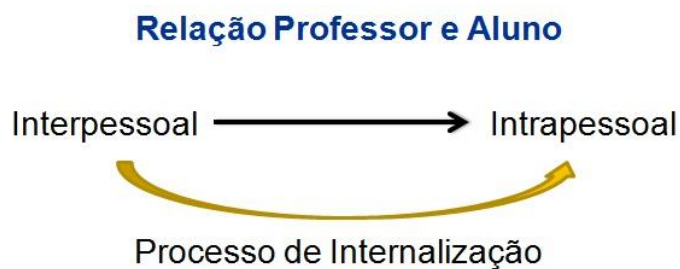 Relação Professor e Aluno
Interpessoal Intrapessoal
Processo de Internalização